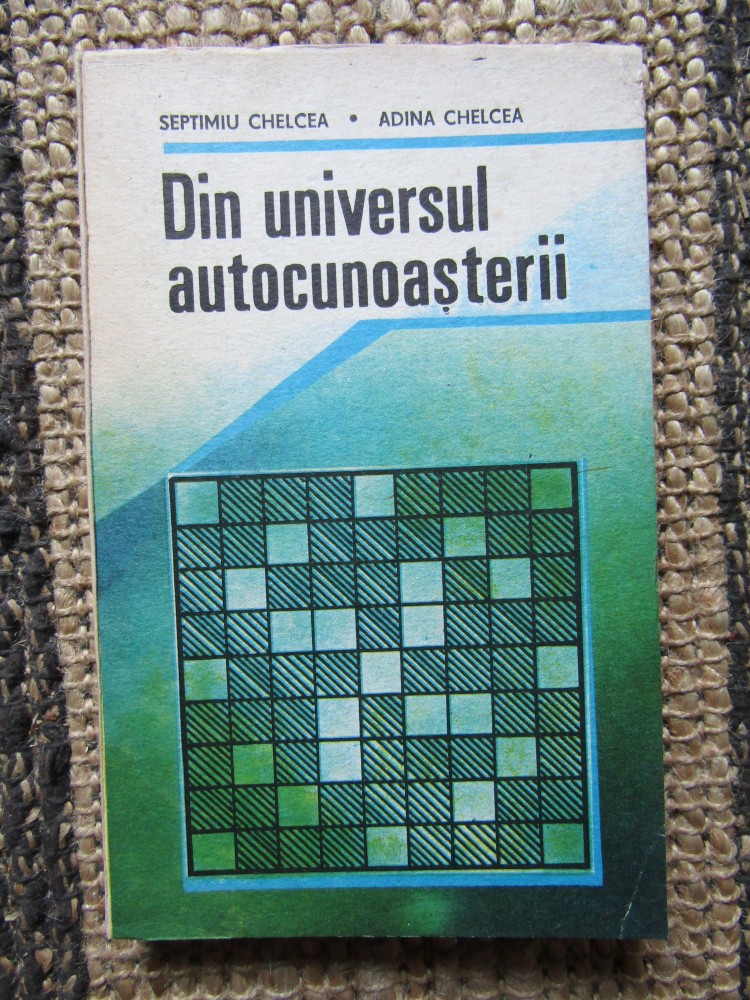 SEPTIMIU CHELCEA • ADINA CHELCEA
Din universul
autocunoașterii